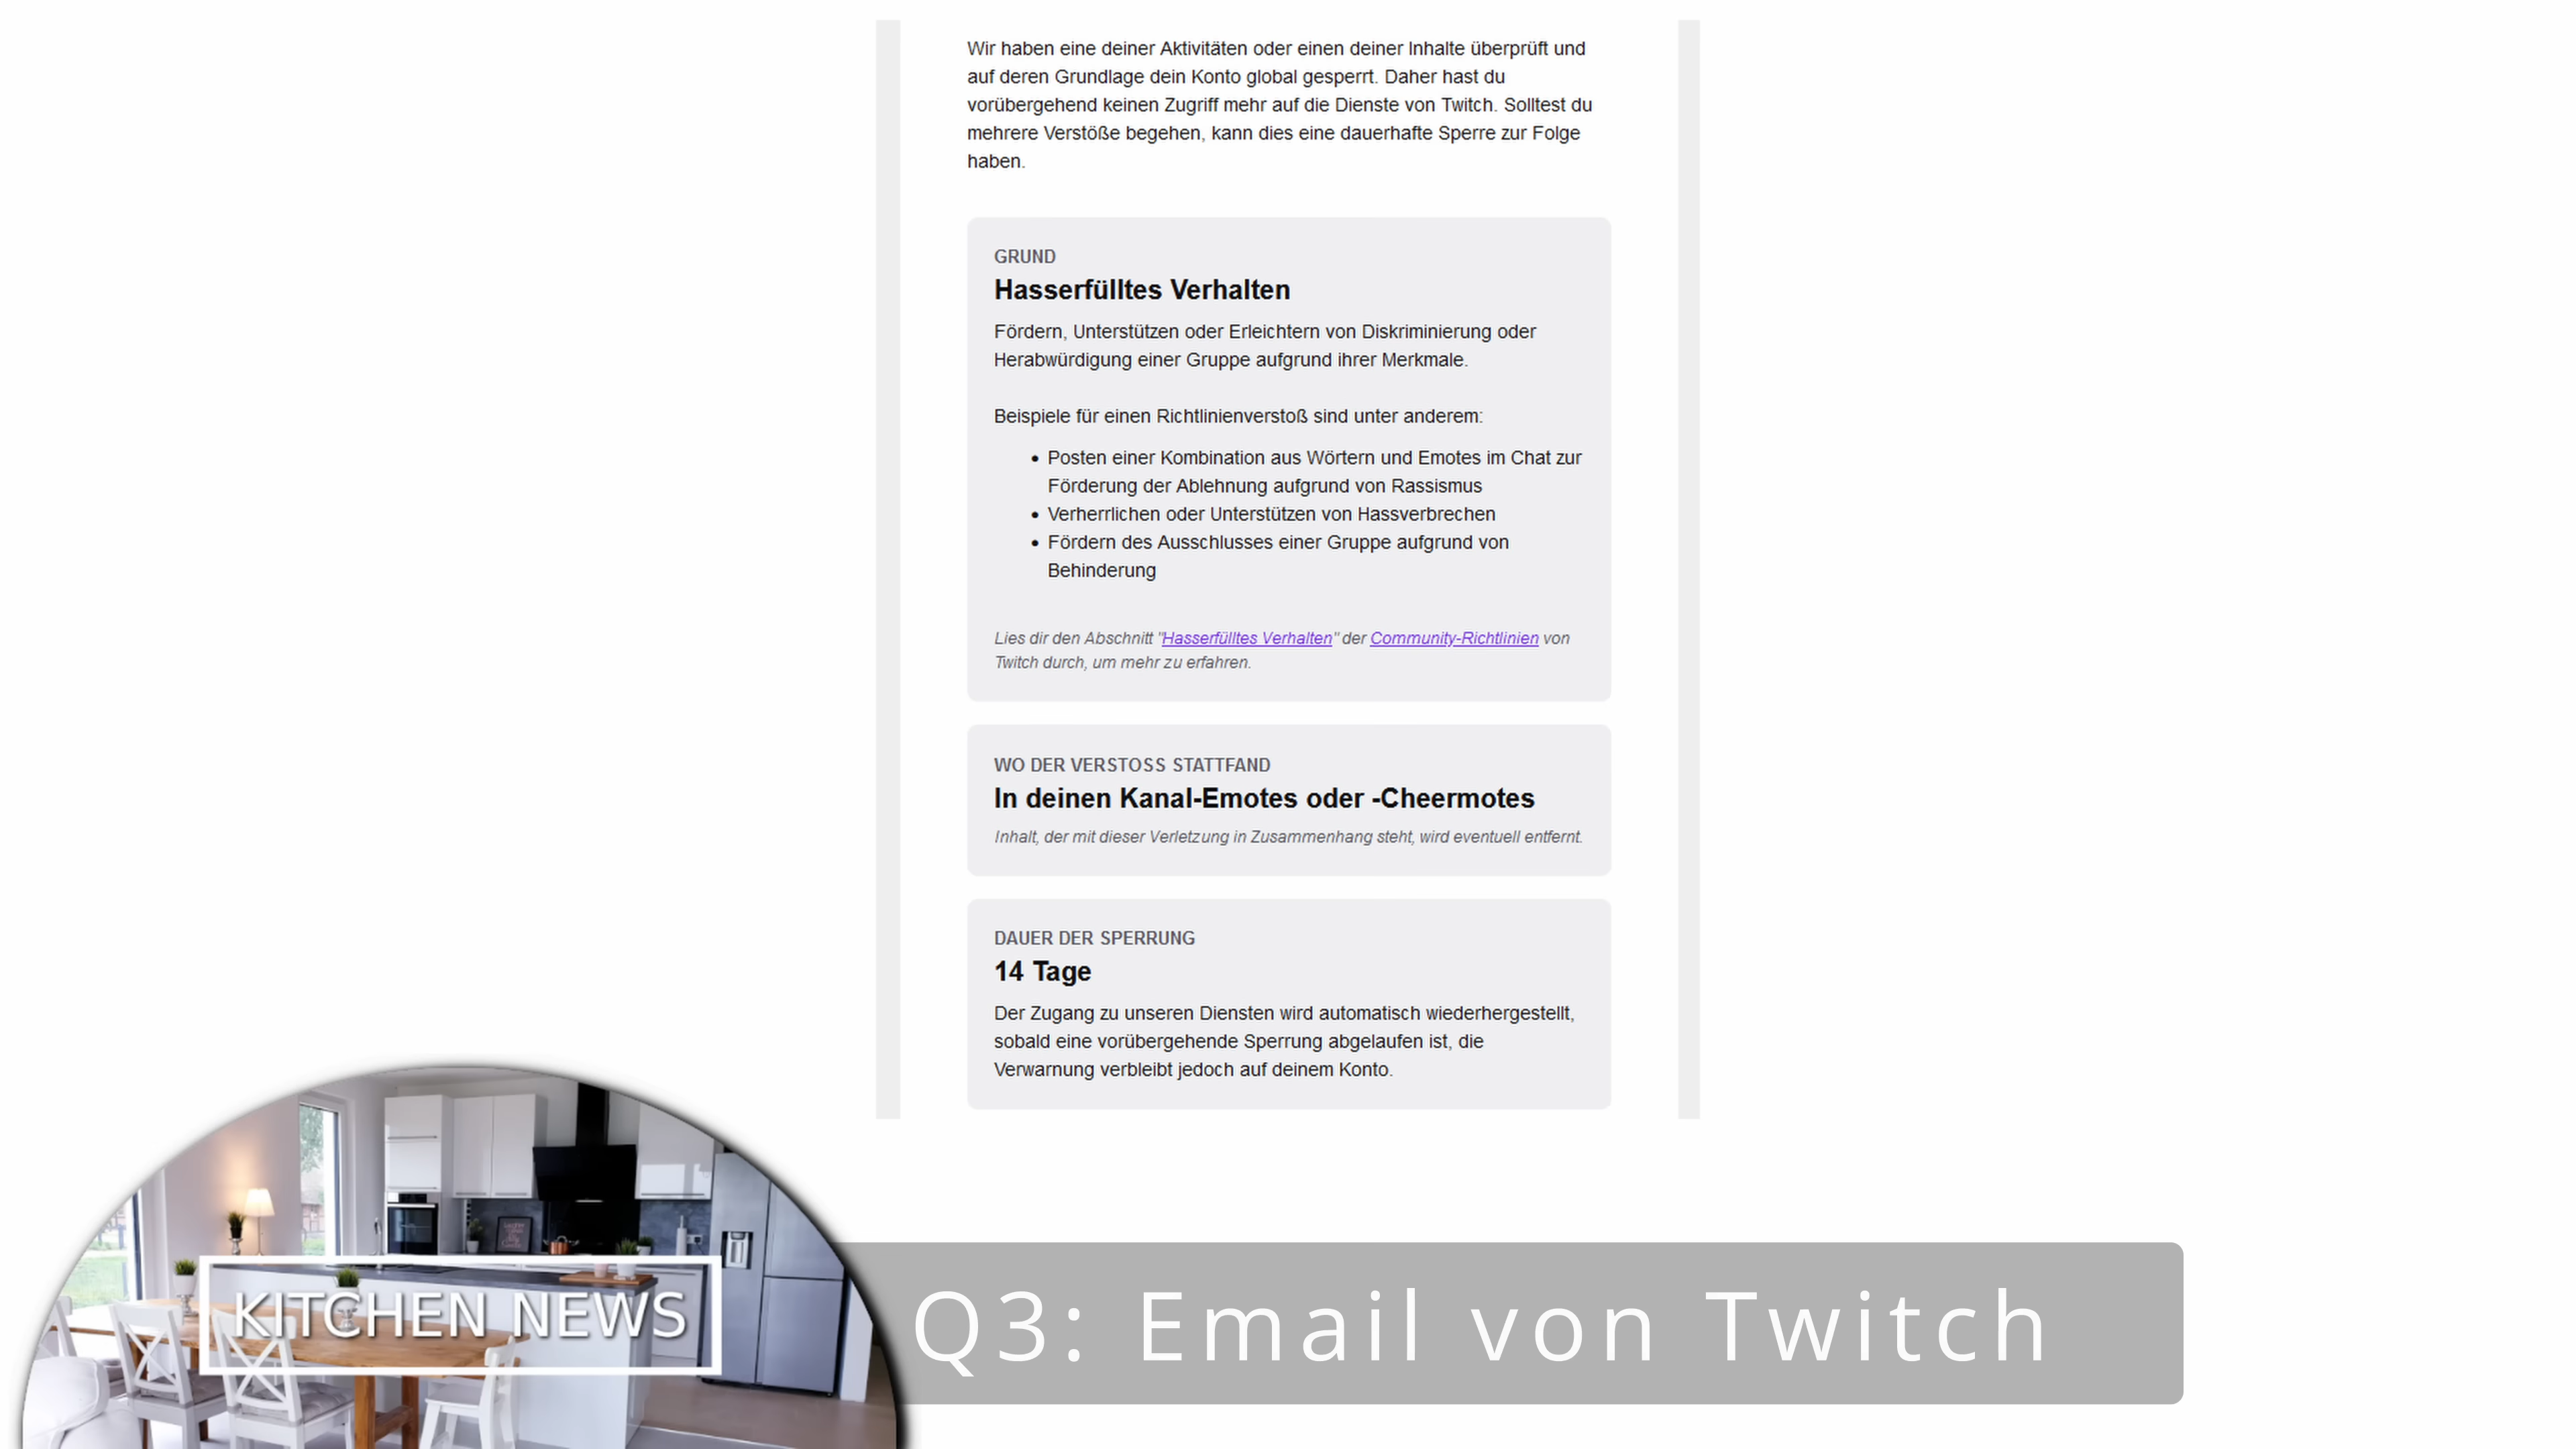 Wir haben eine deiner Aktivitäten oder einen deiner Inhalte überprüft und
auf deren Grundlage dein Konto global gesperrt. Daher hast du
vorübergehend keinen Zugriff mehr auf die Dienste von Twitch. Solltest du
mehrere Verstöße begehen, kann dies eine dauerhafte Sperre zur Folge
haben.
GRUND
Hasserfülltes Verhalten
Fördern, Unterstützen oder Erleichtern von Diskriminierung oder
Herabwürdigung einer Gruppe aufgrund ihrer Merkmale.
Beispiele für einen Richtlinienverstoß sind unter anderem:
• Posten einer Kombination aus Wörtern und Emotes im Chat zur
Förderung der Ablehnung aufgrund von Rassismus
• Verherrlichen oder Unterstützen von Hassverbrechen
• Fördern des Ausschlusses einer Gruppe aufgrund von
Behinderung
Lies dir den Abschnitt "Hasserfülltes Verhalten" der Community-Richtlinien von
Twitch durch, um mehr zu erfahren.
WO DER VERSTOSS STATTFAND
In deinen Kanal-Emotes oder -Cheermotes
Inhalt, der mit dieser Verletzung in Zusammenhang steht, wird eventuell entfernt.
DAUER DER SPERRUNG
14 Tage
Der Zugang zu unseren Diensten wird automatisch wiederhergestellt,
sobald eine vorübergehende Sperrung abgelaufen ist, die
Verwarnung verbleibt jedoch auf deinem Konto.
KITCHEN NEWS
Q3: Email von Twitch